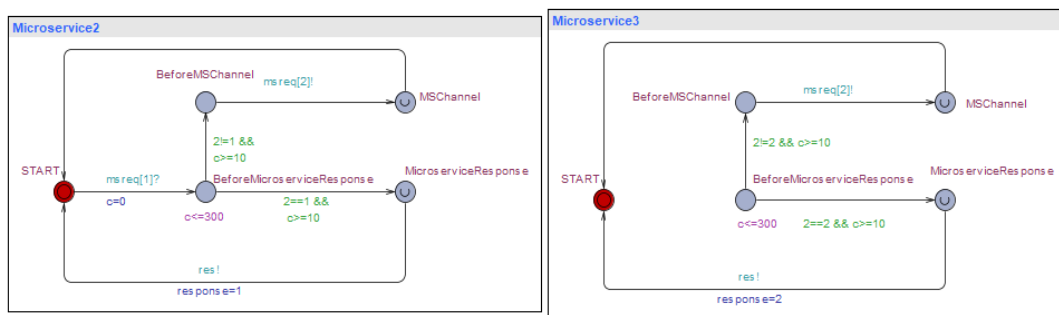 Microservice2
BeforeMSChannel
msreq[2]!
MSChannel
2!=1 &&
c>=10
START
msreq[1]?
c=0
BeforeMicroserviceResponse
MicroserviceResponse
c<=300
2==1 &&
c>=10
res!
response=1
Microservice3
BeforeMSChannel
msreq[2]!
MSChannel
2!=2 && c>=10
START
BeforeMicroserviceResponse
MicroserviceResponse
c<=300
2==2 && c>=10
res!
response=2